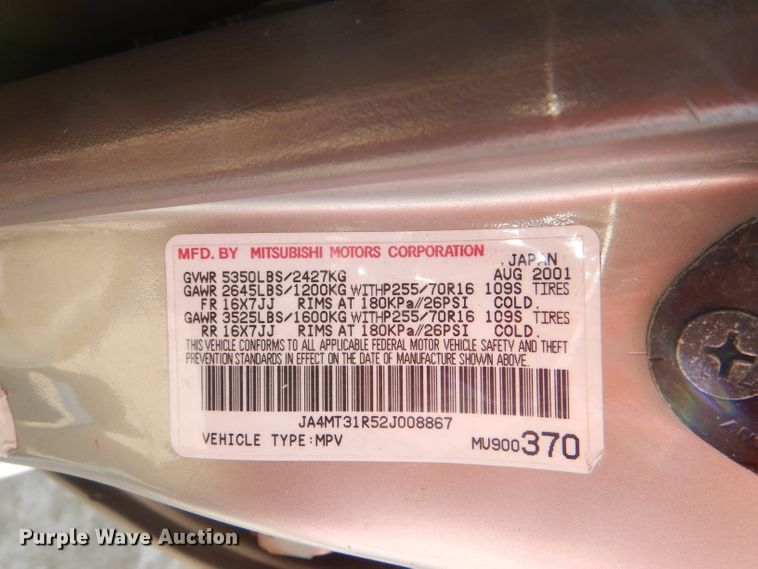 MFD. BY MITSUBISHI MOTORS CORPORATION
, JAPAN
GVWR 5350LBS/2427KG AUG 2001
GAWR 2645LBS/1200KG WITHP255/70R16 109S TIRES
FR 16X7JJ RIMS AT 180KPa//26PSI COLD.
GAWR 3525LBS/1600KG WITHP255/70R16 109S TIRES
RR 16X7JJ RIMS AT 180KPa//26PSI COLD.
THIS VEHICLE CONFORMS TO ALL APPLICABLE FEDERAL MOTOR VEHICLE SAFETY AND THEFT
PREVENTION STANDARDS IN EFFECT ON THE DATE OF MANUFACTURE SHOWN ABOVE.
JA4MT31R52J008867
VEHICLE TYPE:MPV MU900370
Purple Wave Auction
Purple Wave Auction